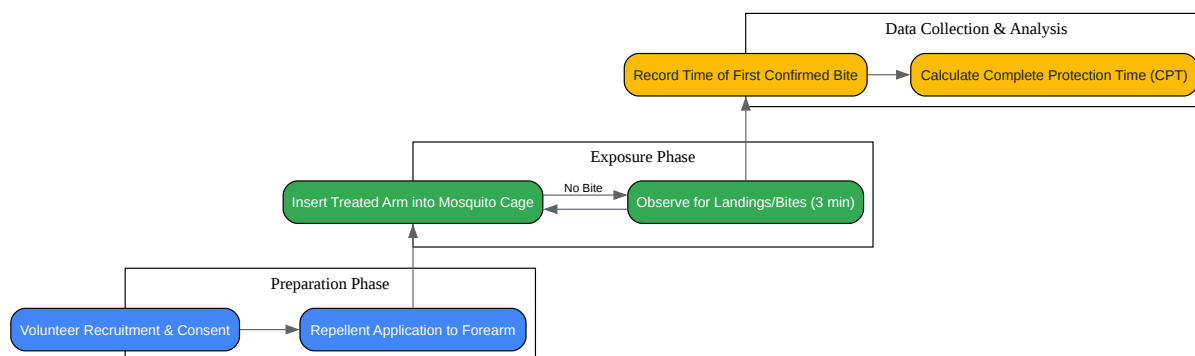 Data Collection & Analysis
Record Time of First Confirmed Bite
Calculate Complete Protection Time (CPT)
Exposure Phase
Insert Treated Arm into Mosquito Cage
No Bite
Observe for Landings/Bites (3 min)
Preparation Phase
Volunteer Recruitment & Consent
Repellent Application to Forearm